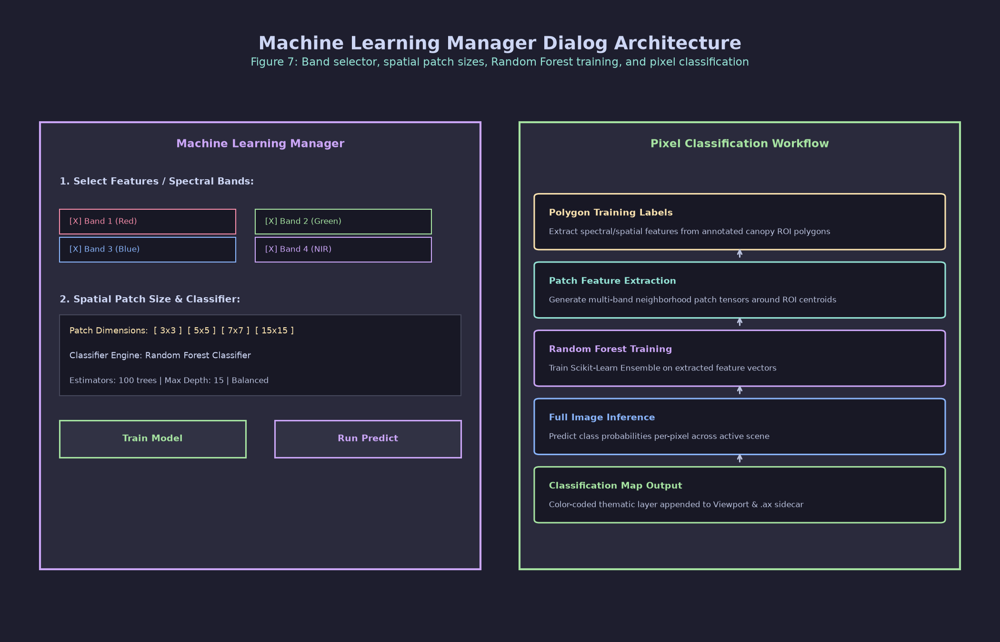 Machine Learning Manager Dialog Architecture
Figure 7: Band selector, spatial patch sizes, Random Forest training, and pixel classification
Machine Learning Manager
1. Select Features / Spectral Bands:
[X] Band 1 (Red)
[X] Band 2 (Green)
[X] Band 3 (Blue)
[X] Band 4 (NIR)
2. Spatial Patch Size & Classifier:
Patch Dimensions:  [ 3x3 ]  [ 5x5 ]  [ 7x7 ]  [ 15x15 ]
Classifier Engine: Random Forest Classifier
Estimators: 100 trees | Max Depth: 15 | Balanced
Train Model
Run Predict
Pixel Classification Workflow
Polygon Training Labels
Extract spectral/spatial features from annotated canopy ROI polygons
Patch Feature Extraction
Generate multi-band neighborhood patch tensors around ROI centroids
Random Forest Training
Train Scikit-Learn Ensemble on extracted feature vectors
Full Image Inference
Predict class probabilities per-pixel across active scene
Classification Map Output
Color-coded thematic layer appended to Viewport & .ax sidecar